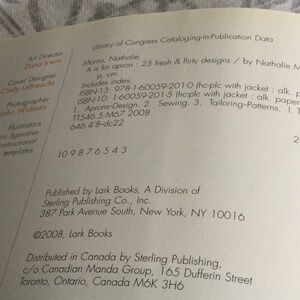 Art Director
Dana Irwin
Cover Designer
Cindy LaBreacht
Photographer
John Widman
Illustrators
figurative
instructional
templates
Library of Congress Cataloging-in-Publication Data
Mornu, Nathalie.
A is for apron : 25 fresh & flirty designs / by Nathalie M
p. cm.
Includes index.
ISBN-13: 978-1-60059-201-0 (hc-plc with jacket : alk. pape
ISBN-10: 1-60059-201-5 (hc-plc with jacket : alk. paper
Aprons-Design. 2. Sewing. 3. Tailoring-Patterns. I.
TT546.5.M67 2008
646.4'8-dc22
10 9 8 7 6 5 4 3
Published by Lark Books, A Division of
Sterling Publishing Co., Inc.
387 Park Avenue South, New York, NY 10016
©2008, Lark Books
Distributed in Canada by Sterling Publishing,
c/o Canadian Manda Group, 165 Dufferin Street
Toronto, Ontario, Canada M6K 3H6